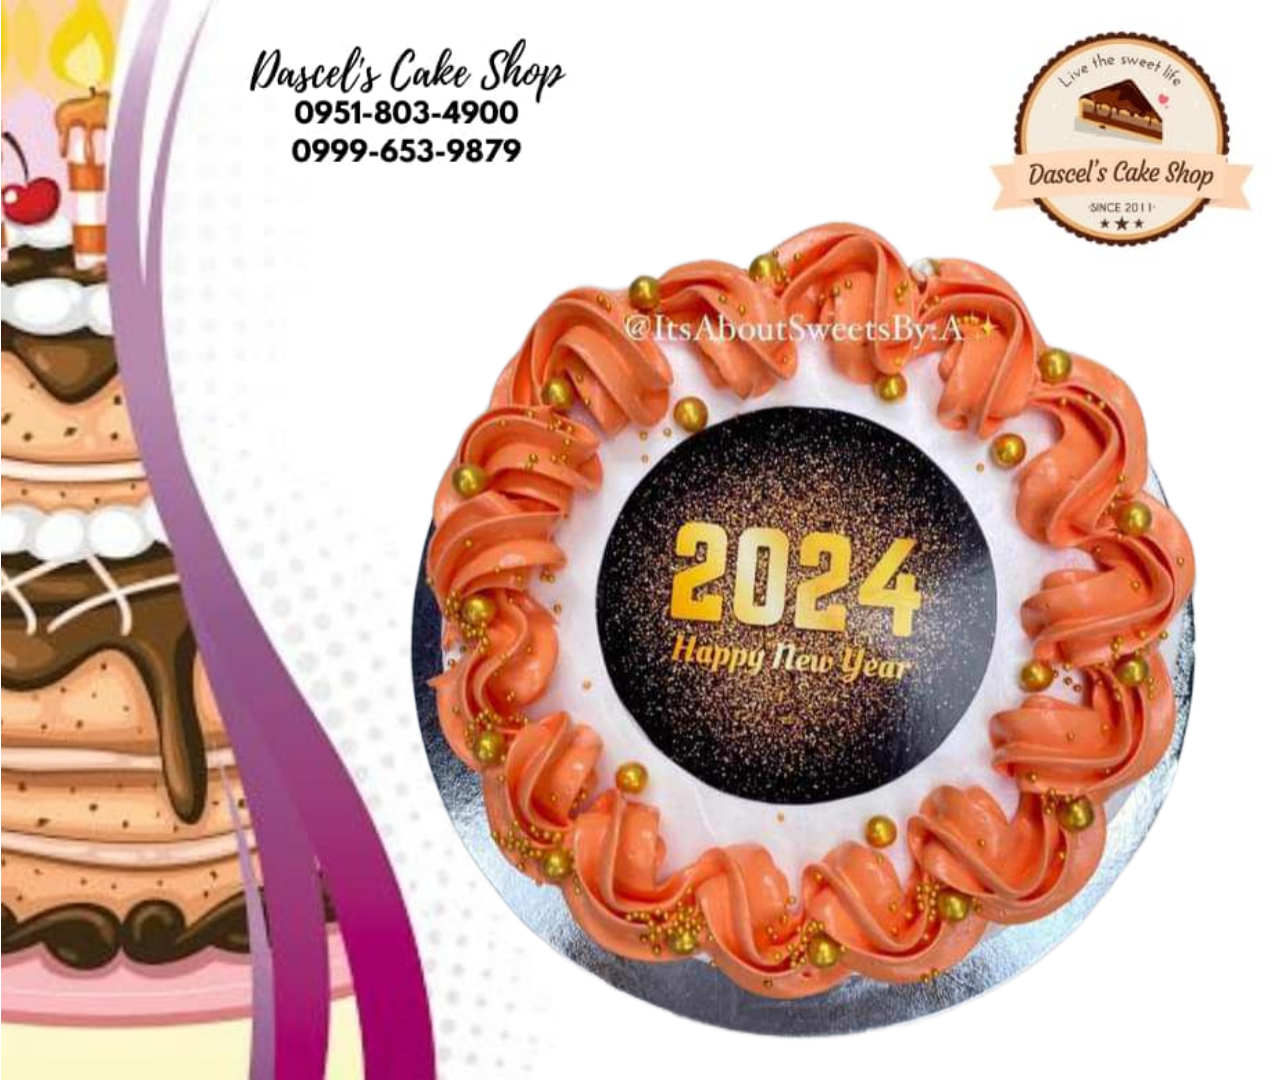 Dascel's Cake Shop
0951-803-4900
0999-653-9879
Live the sweet life
Dascel's Cake Shop
·SINCE 2011·
@ItsAboutSweetsBy:A
2024
Happy New Year